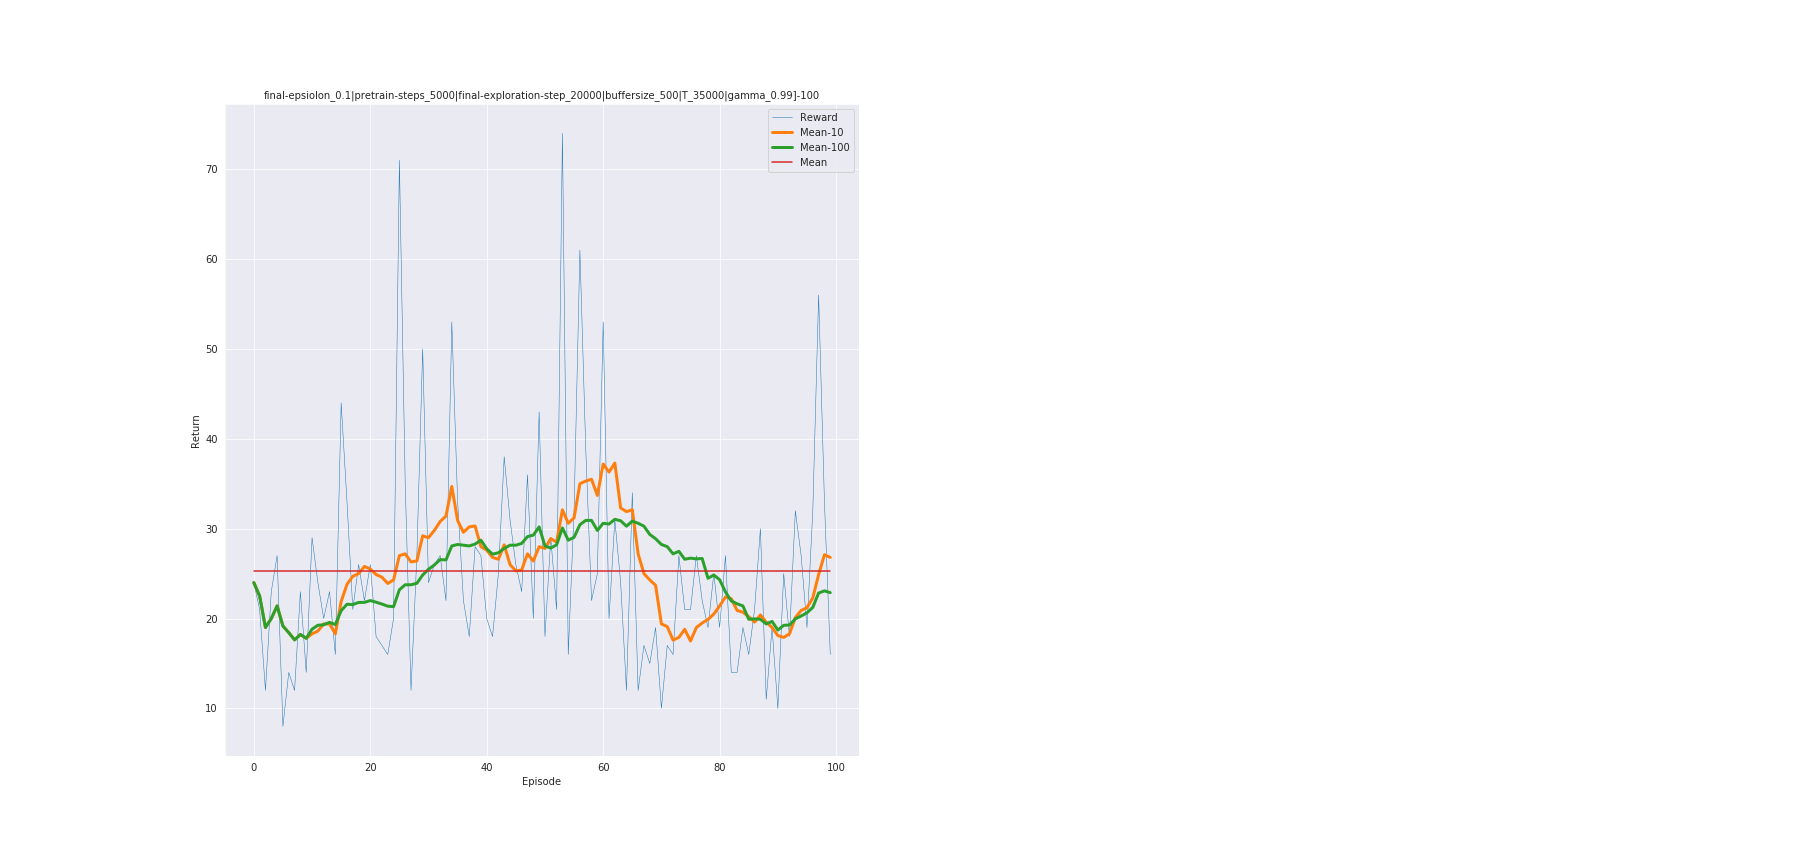 final-epsiolon_0.1|pretrain-steps_5000|final-exploration-step_20000|buffersize_500|T_35000|gamma_0.99]-100
Reward
Mean-10
Mean-100
Mean
70
60
50
40
30
20
10
Return
0 20 40 60 80 100
Episode